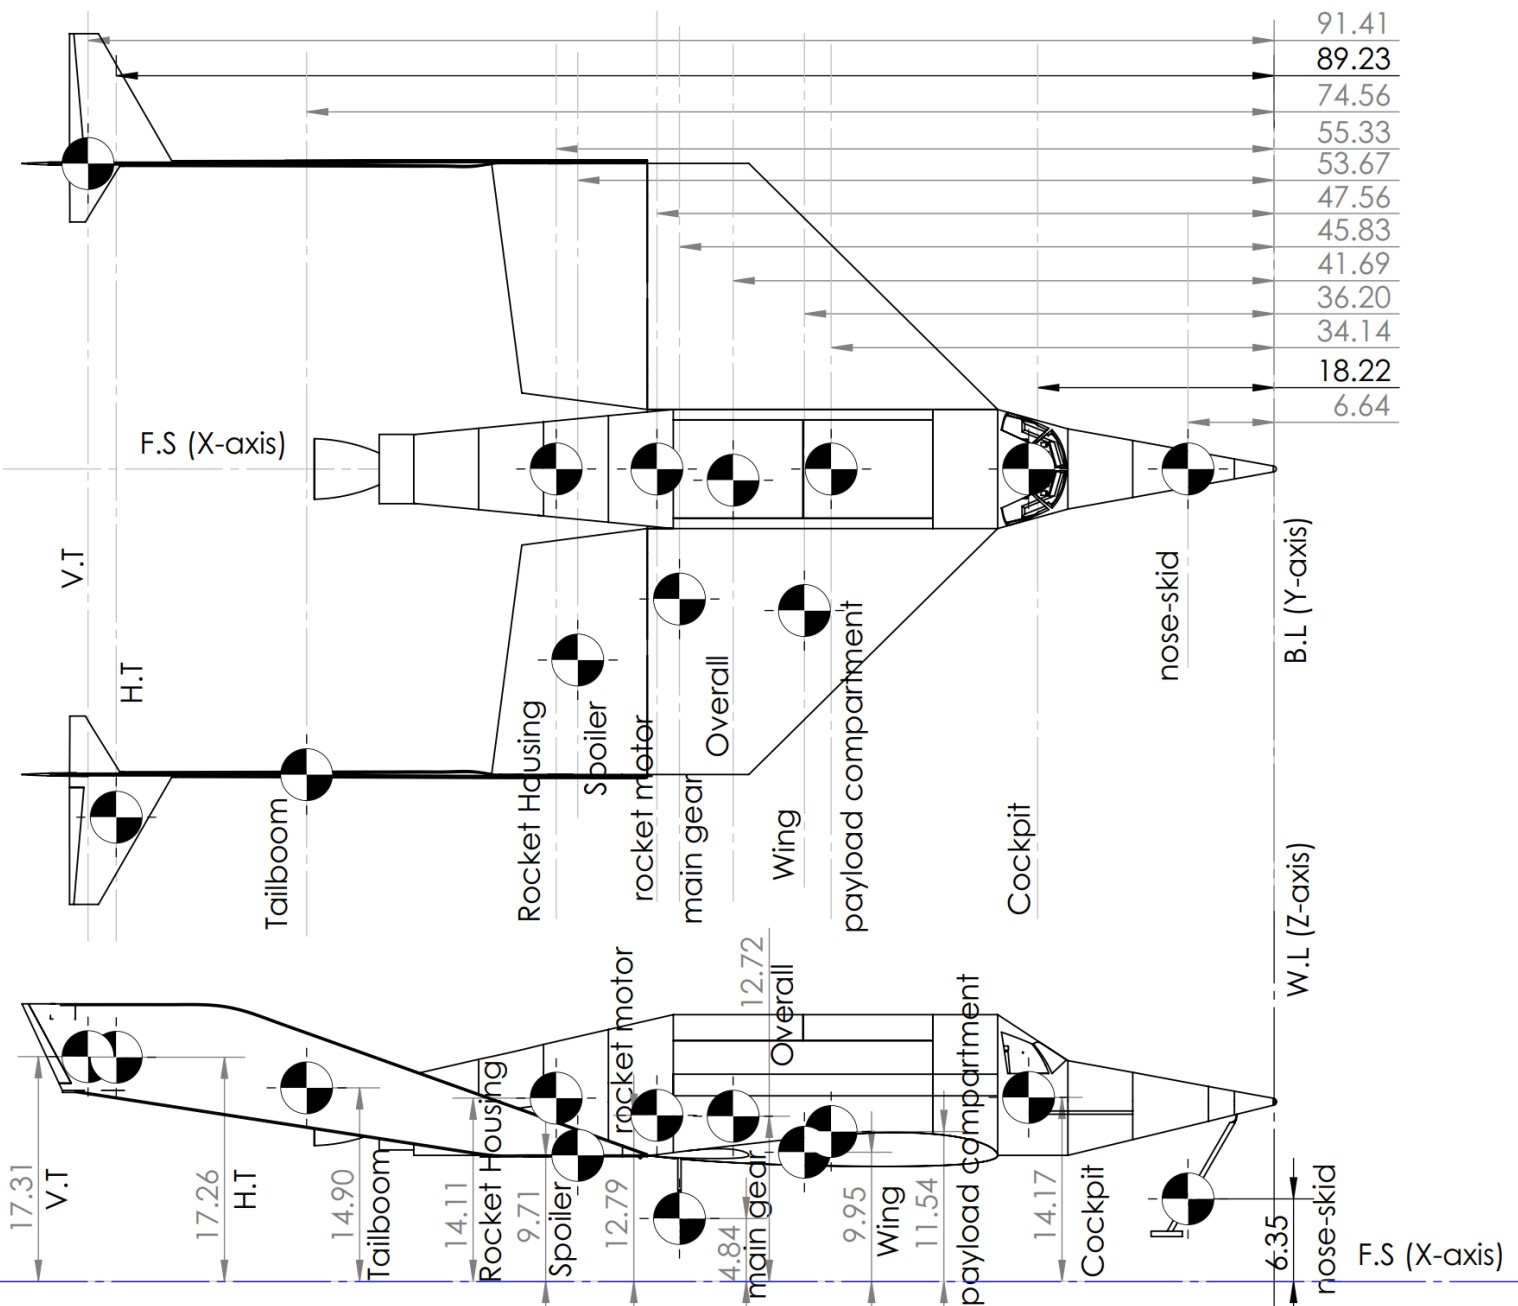 91.41
89.23
74.56
55.33
53.67
47.56
45.83
41.69
36.20
34.14
18.22
6.64
F.S (X-axis)
V.T
H.T
Tailboom
Rocket Housing
Spoiler
rocket motor
main gear
Overall
Wing
payload compartment
Cockpit
nose-skid
B.L (Y-axis)
W.L (Z-axis)
17.31
V.T
17.26
H.T
14.90
Tailboom
14.11
Rocket Housing
9.71
Spoiler
12.79
rocket motor
4.84
main gear
12.72
Overall
9.95
Wing
11.54
payload compartment
14.17
Cockpit
6.35
nose-skid
F.S (X-axis)